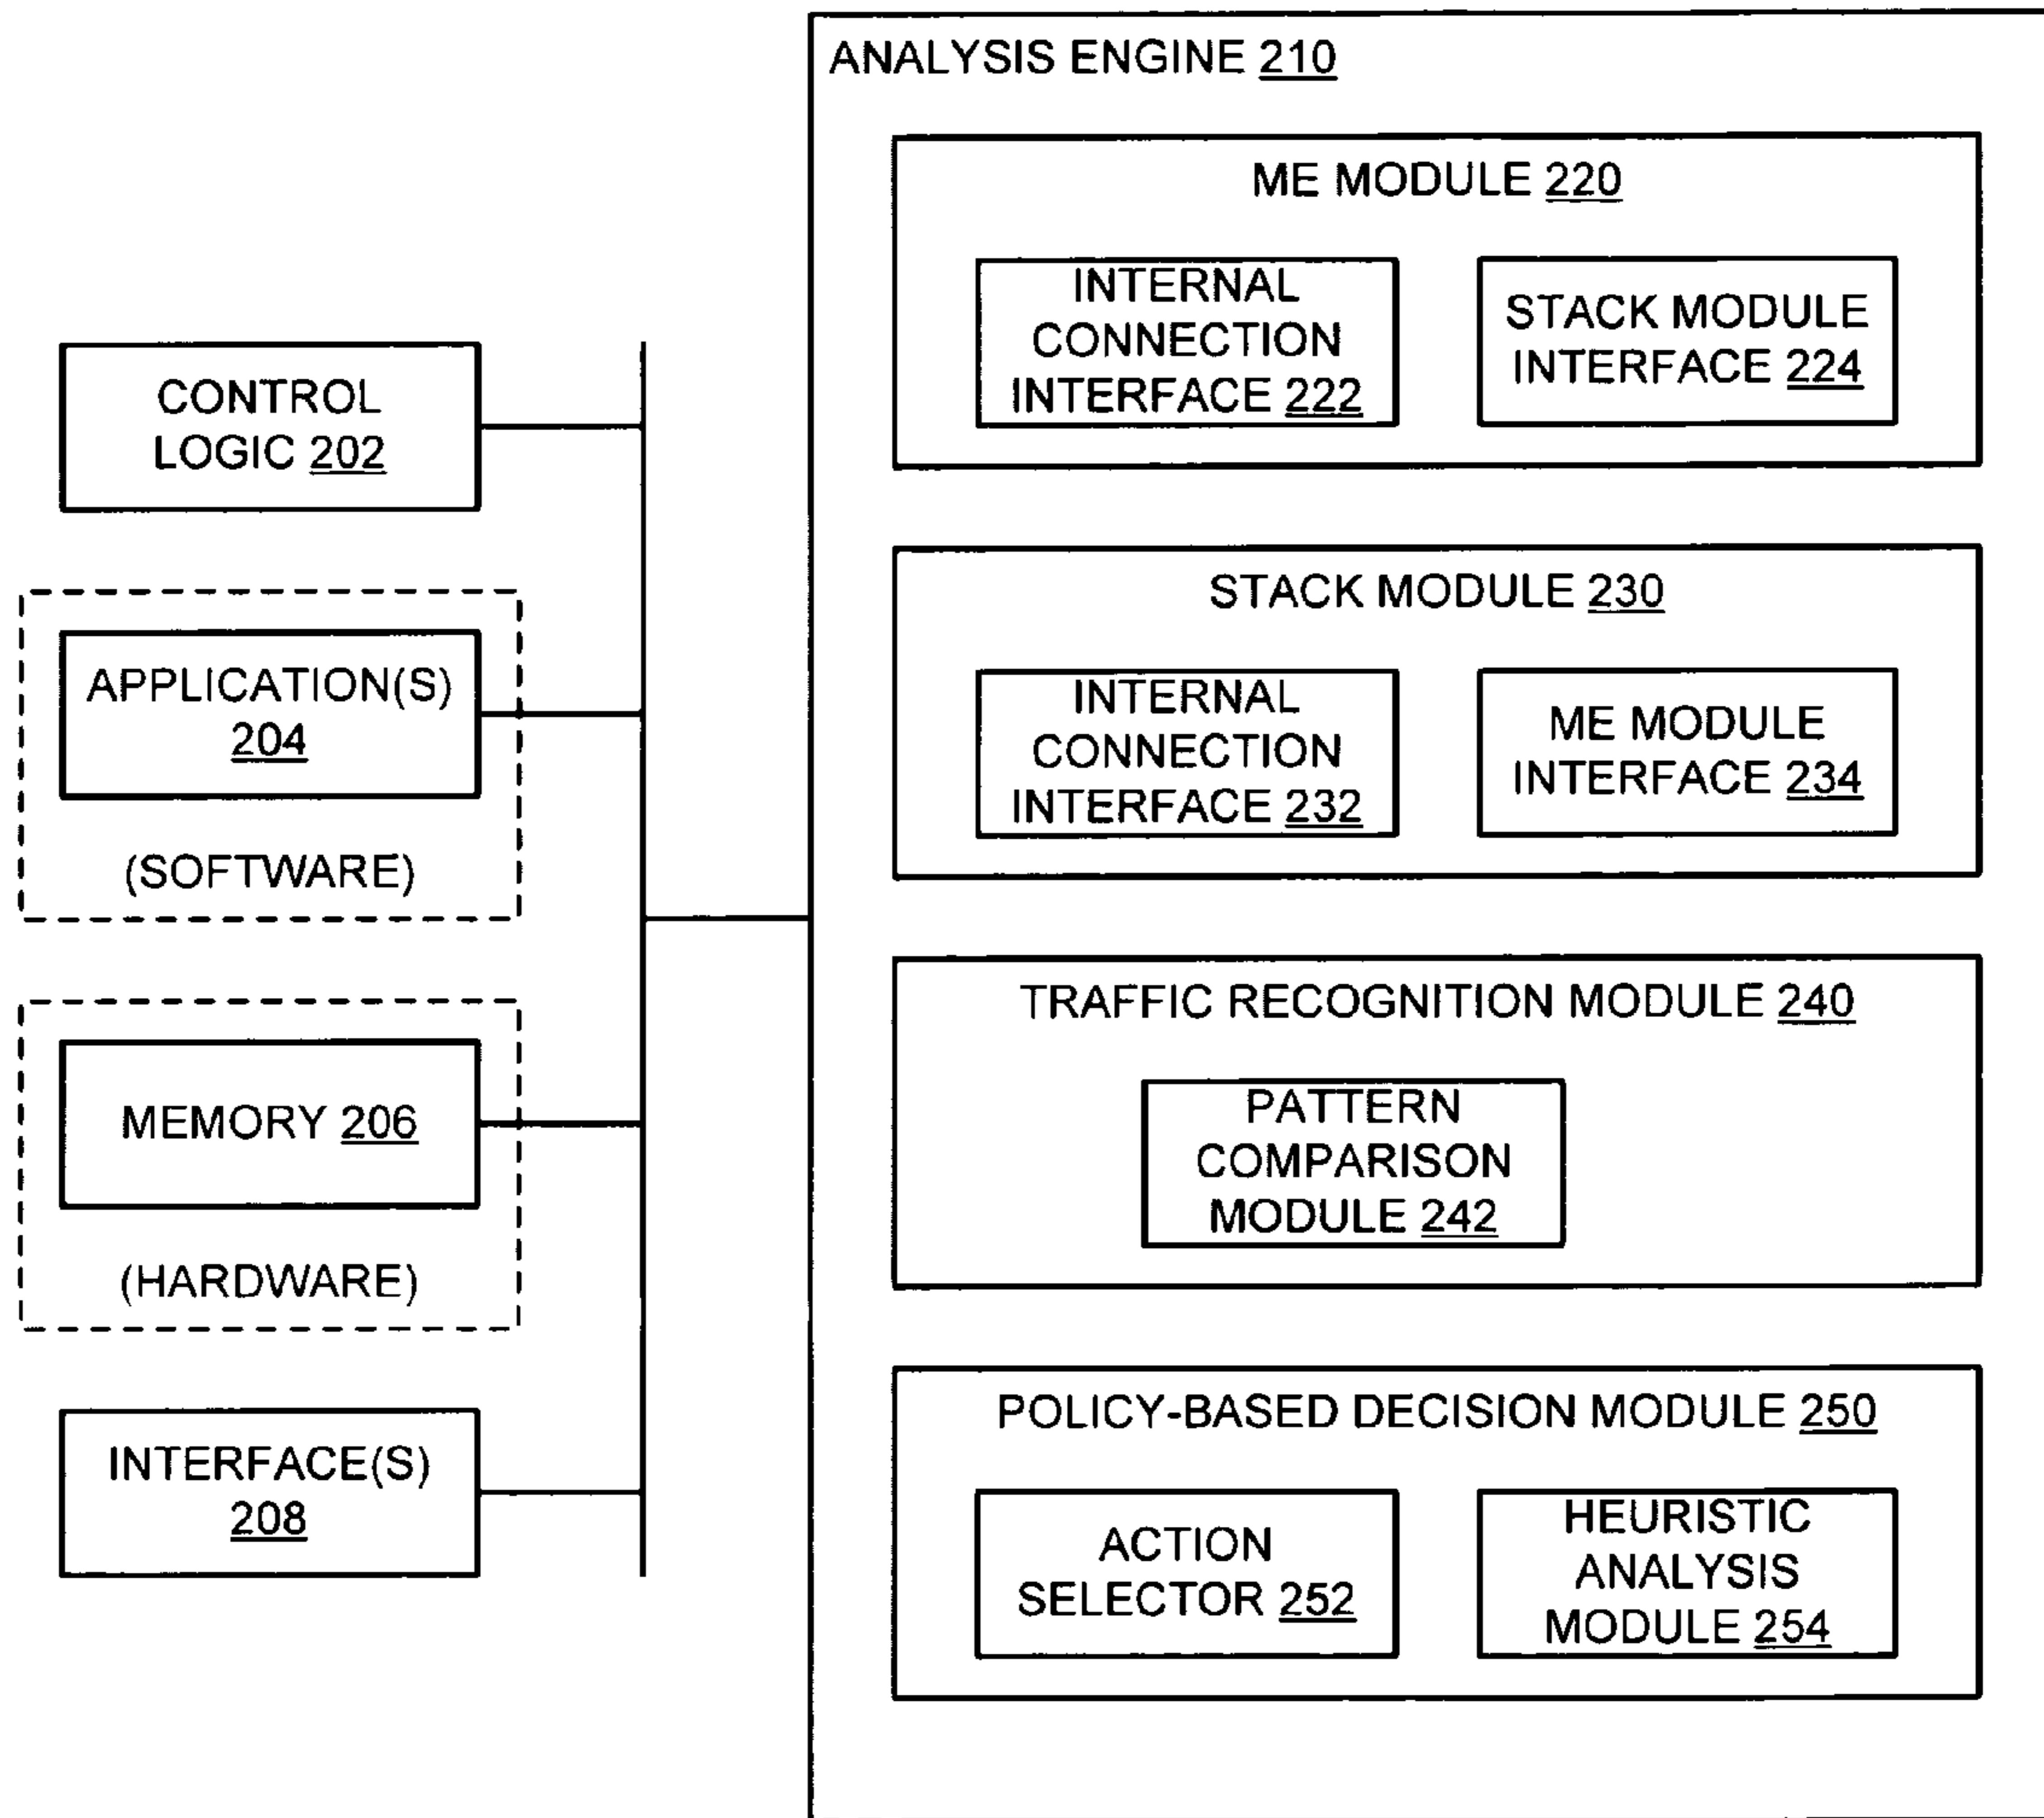 CONTROL
LOGIC 202
APPLICATION(S)
204
(SOFTWARE)
MEMORY 206
(HARDWARE)
INTERFACE(S)
208
ANALYSIS ENGINE 210
ME MODULE 220
INTERNAL
CONNECTION
INTERFACE 222
STACK MODULE
INTERFACE 224
STACK MODULE 230
INTERNAL
CONNECTION
INTERFACE 232
ME MODULE
INTERFACE 234
TRAFFIC RECOGNITION MODULE 240
PATTERN
COMPARISON
MODULE 242
POLICY-BASED DECISION MODULE 250
ACTION
SELECTOR 252
HEURISTIC
ANALYSIS
MODULE 254